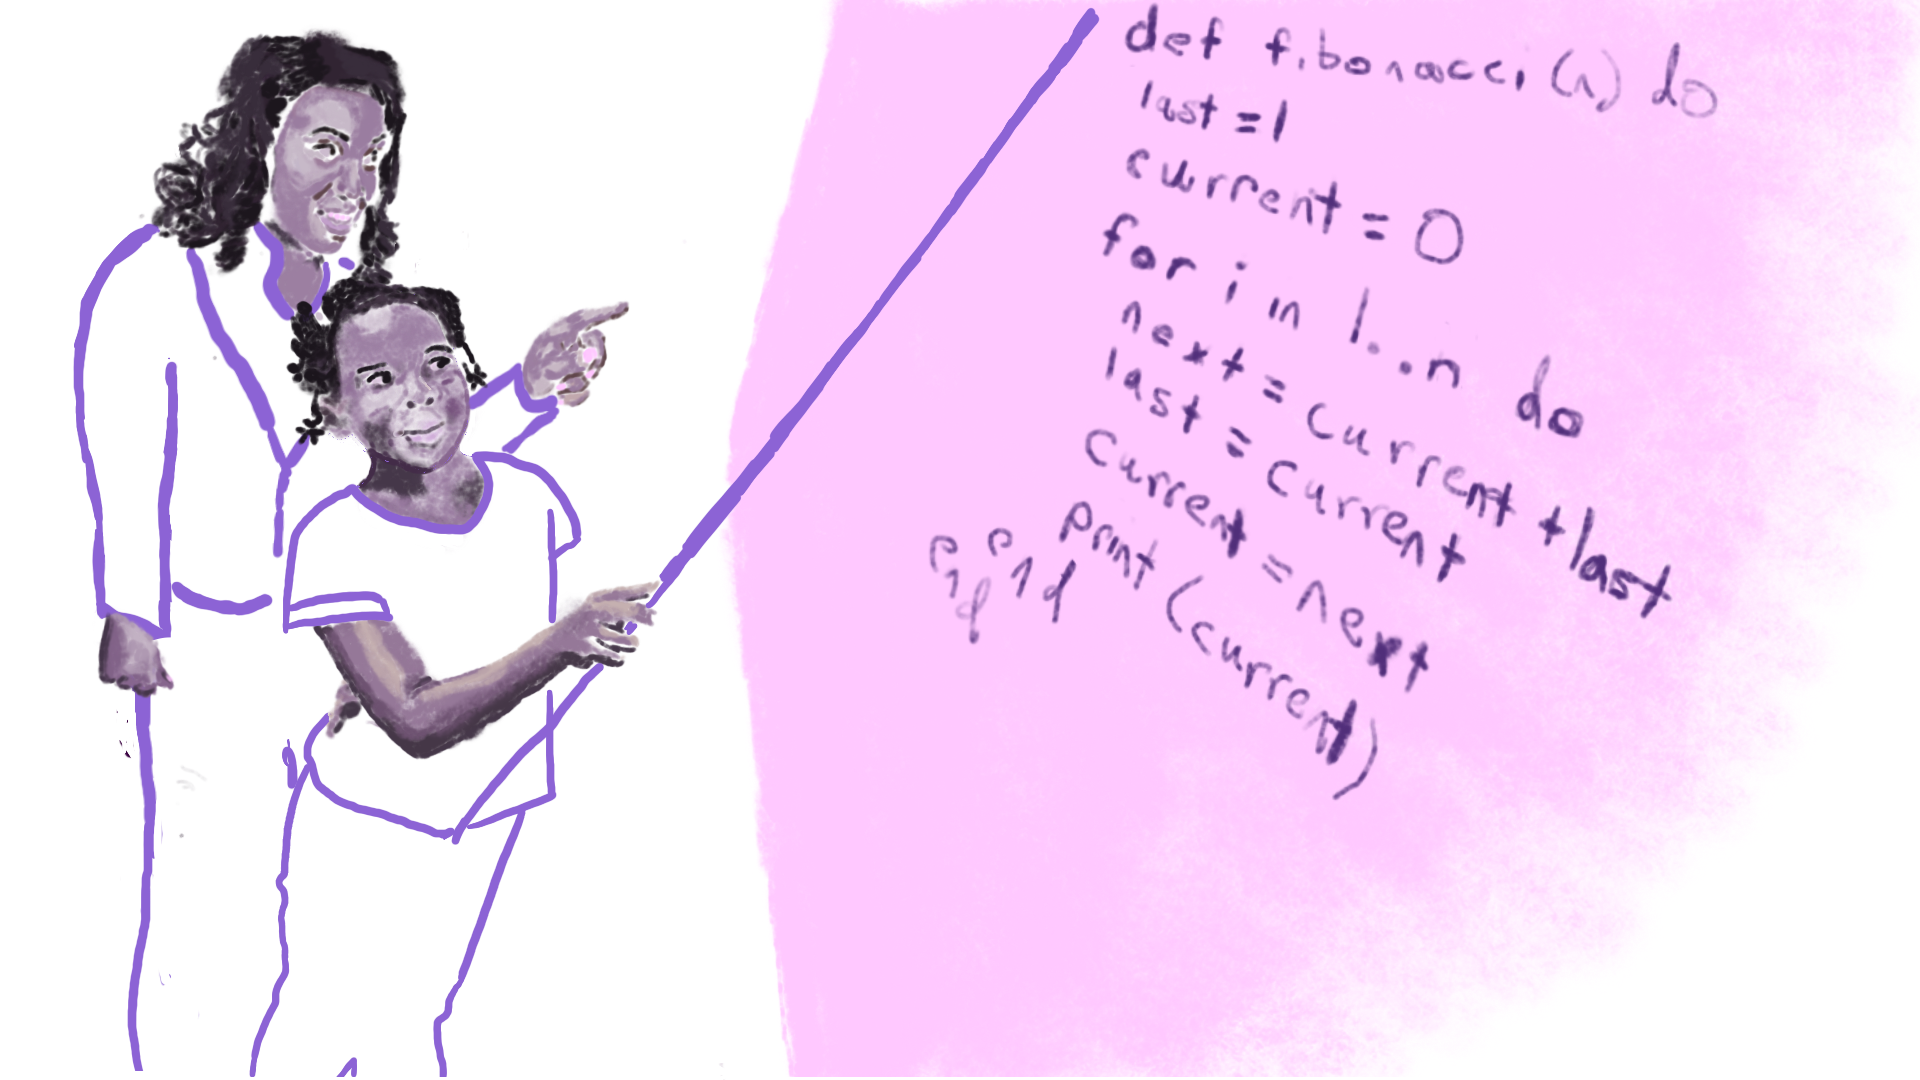 def fibonacci(n) do
last = 1
current = 0
for i in 1...n do
next = current + last
last = current
current = next
print(current)
end
end